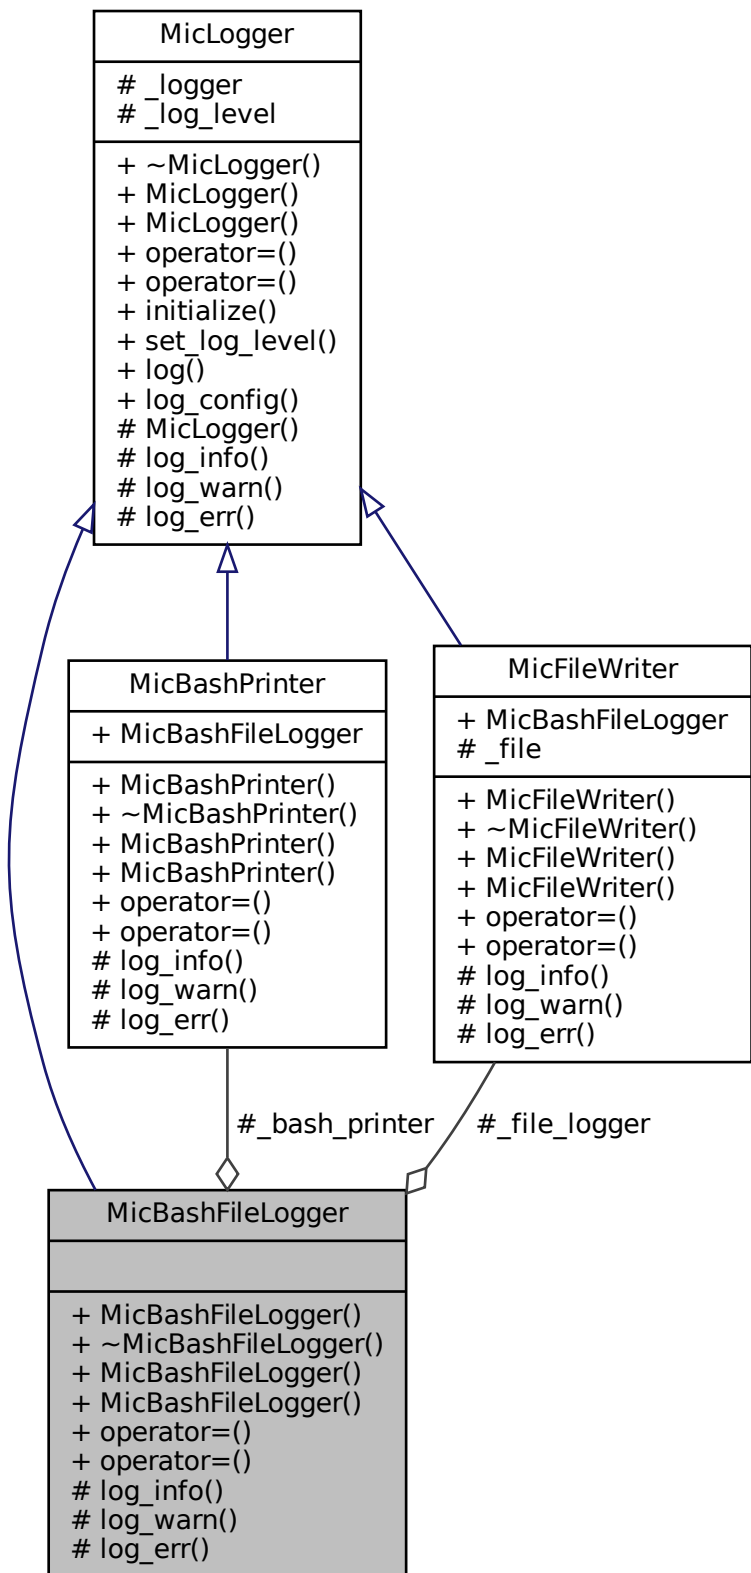 MicLogger
# _logger
# _log_level
+ ~MicLogger()
+ MicLogger()
+ MicLogger()
+ operator=()
+ operator=()
+ initialize()
+ set_log_level()
+ log()
+ log_config()
# MicLogger()
# log_info()
# log_warn()
# log_err()
MicBashPrinter
+ MicBashFileLogger
+ MicBashPrinter()
+ ~MicBashPrinter()
+ MicBashPrinter()
+ MicBashPrinter()
+ operator=()
+ operator=()
# log_info()
# log_warn()
# log_err()
MicFileWriter
+ MicBashFileLogger
# _file
+ MicFileWriter()
+ ~MicFileWriter()
+ MicFileWriter()
+ MicFileWriter()
+ operator=()
+ operator=()
# log_info()
# log_warn()
# log_err()
#_bash_printer
#_file_logger
MicBashFileLogger
+ MicBashFileLogger()
+ ~MicBashFileLogger()
+ MicBashFileLogger()
+ MicBashFileLogger()
+ operator=()
+ operator=()
# log_info()
# log_warn()
# log_err()